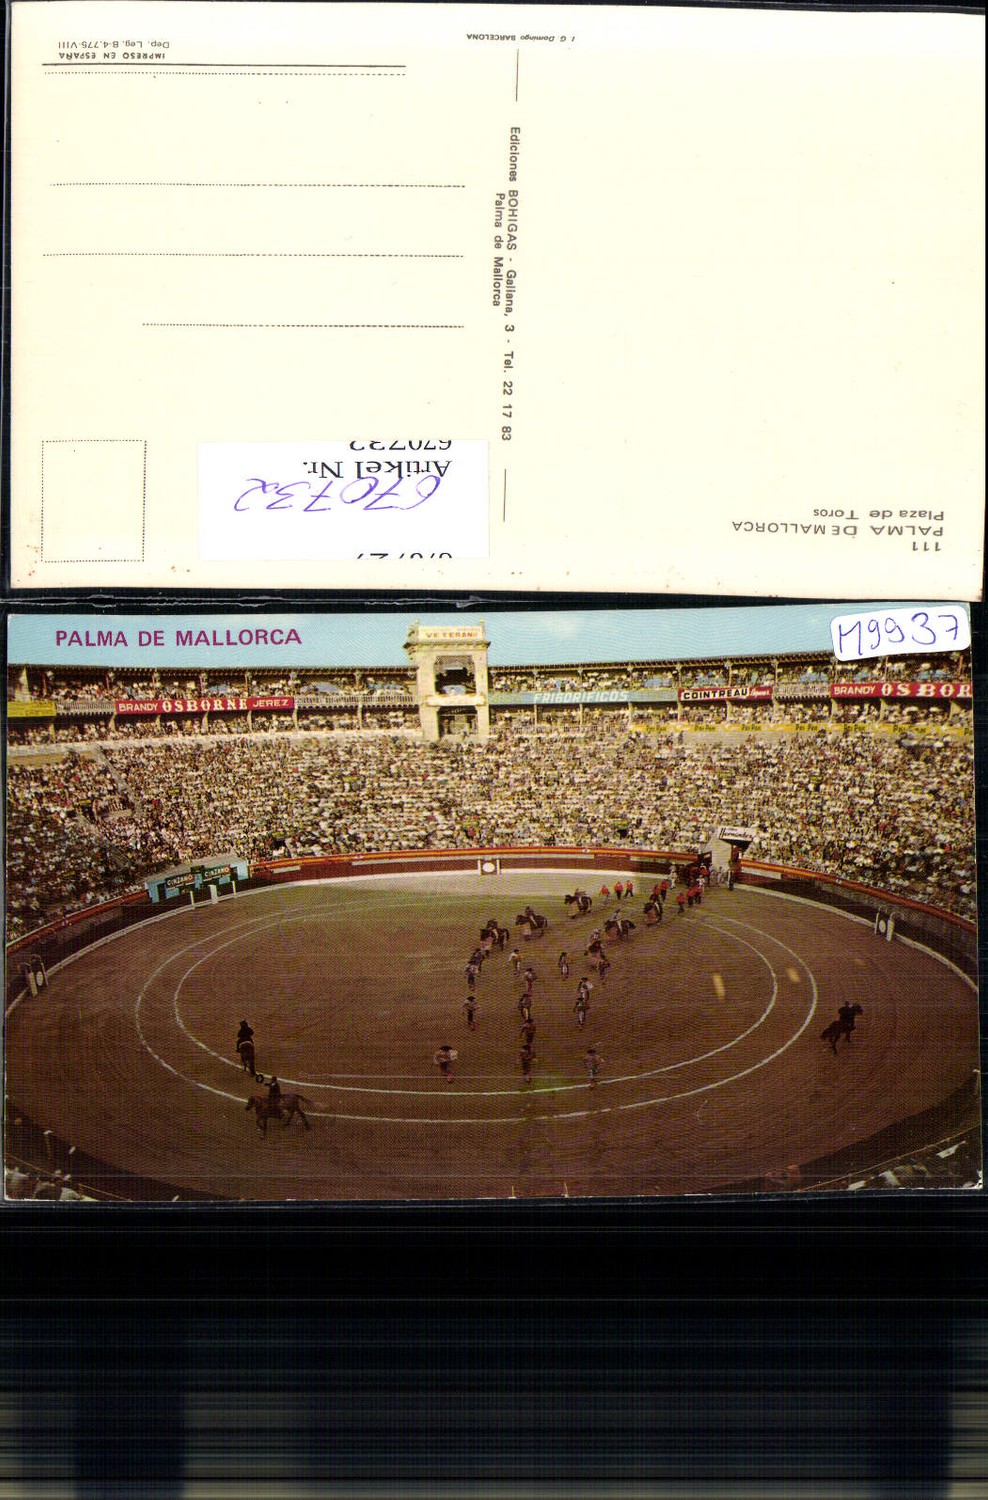 111
PALMA DE MALLORCA
Plaza de Toros
Ediciones BOHIGAS - Galiana, 3 - Tel. 22 17 83
Palma de Mallorca
I. G. Domingo BARCELONA
IMPRESO EN ESPAÑA
Dep. Leg. B-4.775-VIII
Artikel Nr.
670732
670732
PALMA DE MALLORCA
M9937
VETERANO
BRANDY OSBORNE JEREZ
FRIGORIFICOS
COINTREAU
BRANDY OSBOR
CINZANO CINZANO